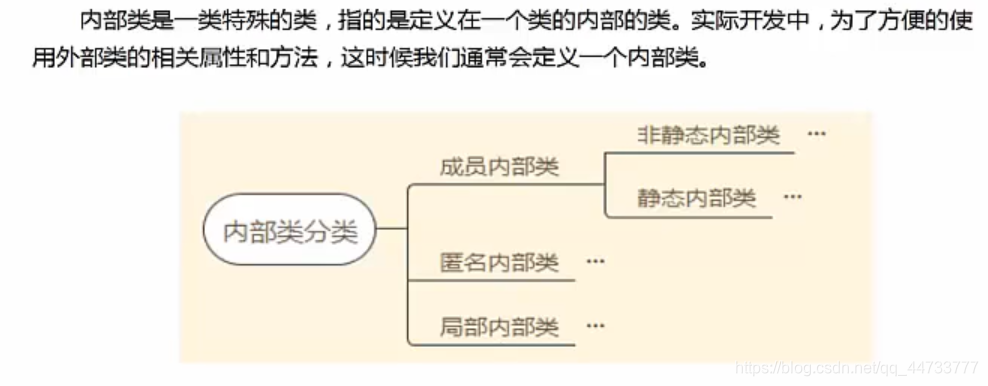 内部类是一类特殊的类，指的是定义在一个类的内部的类。实际开发中，为了方便的使
用外部类的相关属性和方法，这时候我们通常会定义一个内部类。
非静态内部类 ···
成员内部类
静态内部类 ···
内部类分类
匿名内部类 ···
局部内部类 ···
https://blog.csdn.net/qq_44733777